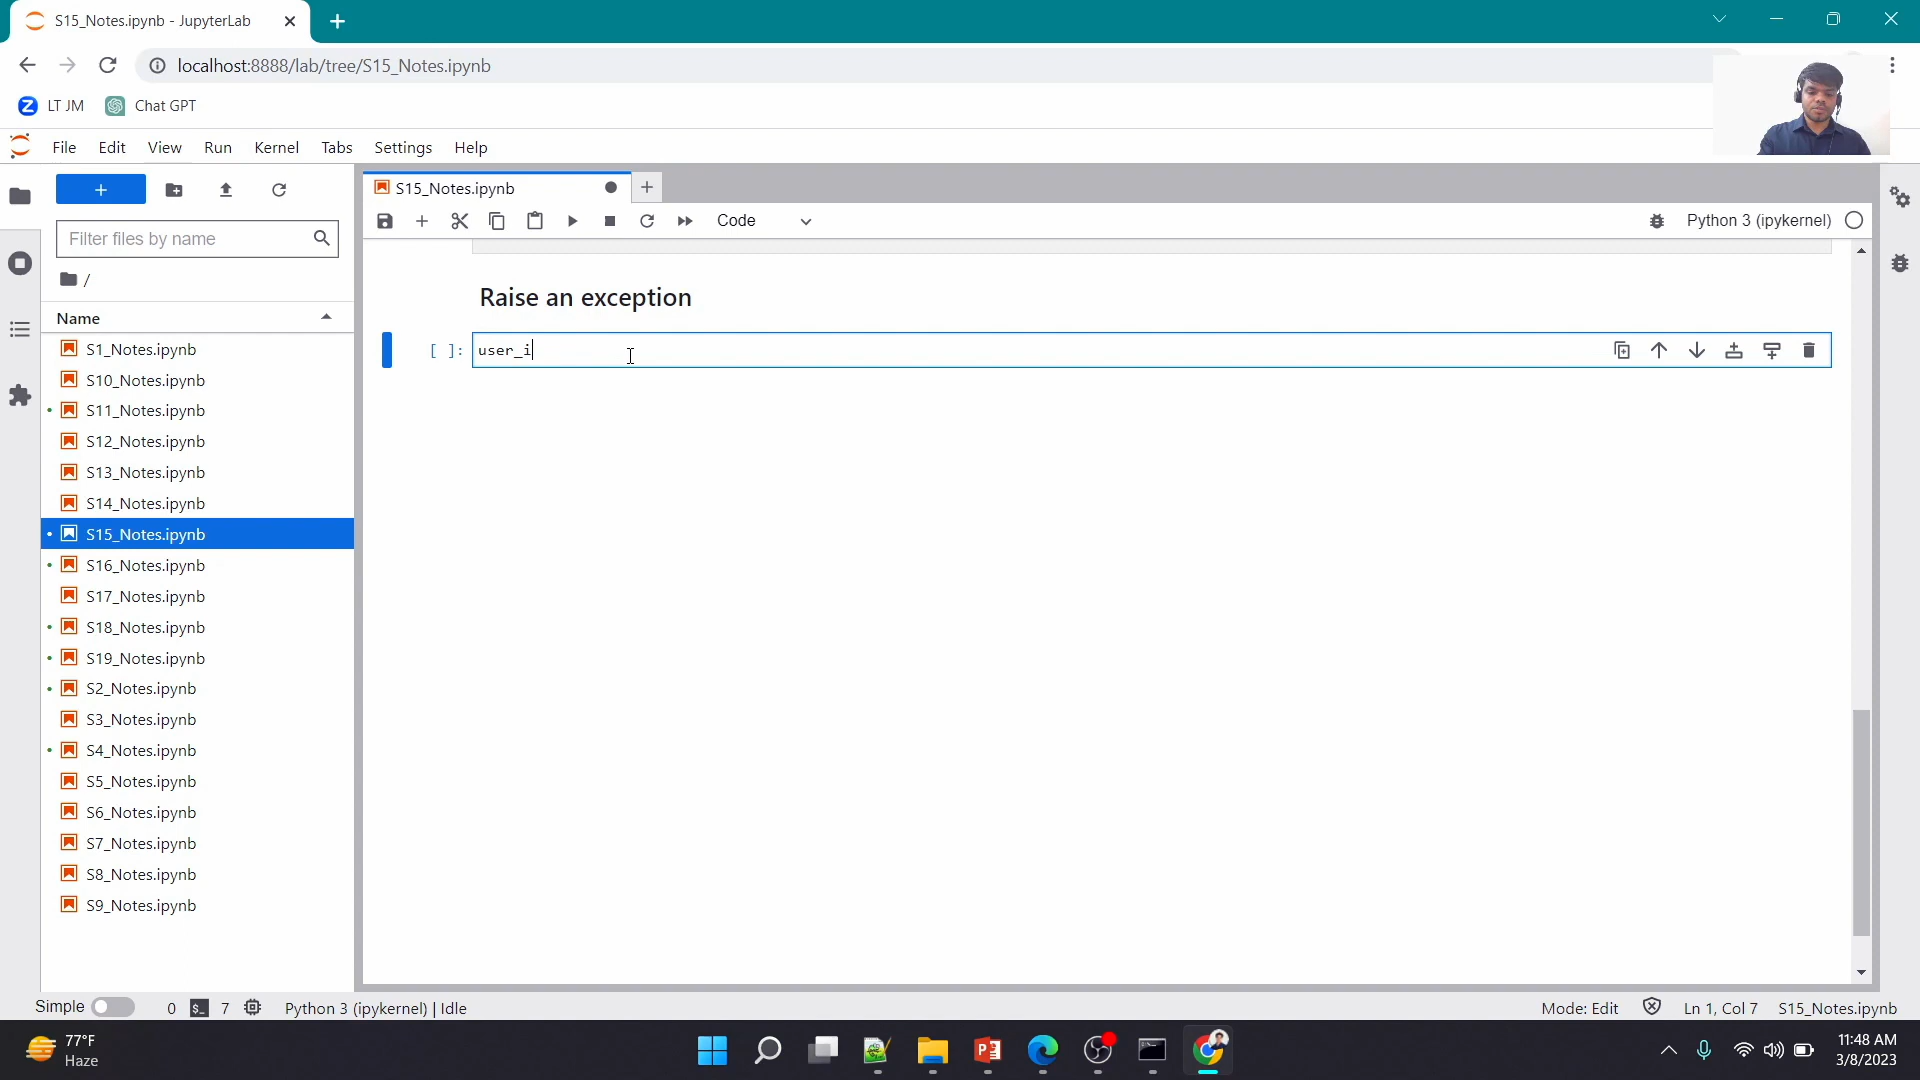 S15_Notes.ipynb - JupyterLab
localhost:8888/lab/tree/S15_Notes.ipynb
LT JM Chat GPT
File Edit View Run Kernel Tabs Settings Help
S15_Notes.ipynb
Code
Python 3 (ipykernel)
Filter files by name
/
Name
S1_Notes.ipynb
S10_Notes.ipynb
S11_Notes.ipynb
S12_Notes.ipynb
S13_Notes.ipynb
S14_Notes.ipynb
S15_Notes.ipynb
S16_Notes.ipynb
S17_Notes.ipynb
S18_Notes.ipynb
S19_Notes.ipynb
S2_Notes.ipynb
S3_Notes.ipynb
S4_Notes.ipynb
S5_Notes.ipynb
S6_Notes.ipynb
S7_Notes.ipynb
S8_Notes.ipynb
S9_Notes.ipynb
Raise an exception
[ ]: user_i
Simple 0 7 Python 3 (ipykernel) | Idle
Mode: Edit Ln 1, Col 7 S15_Notes.ipynb
77°F
Haze
11:48 AM
3/8/2023